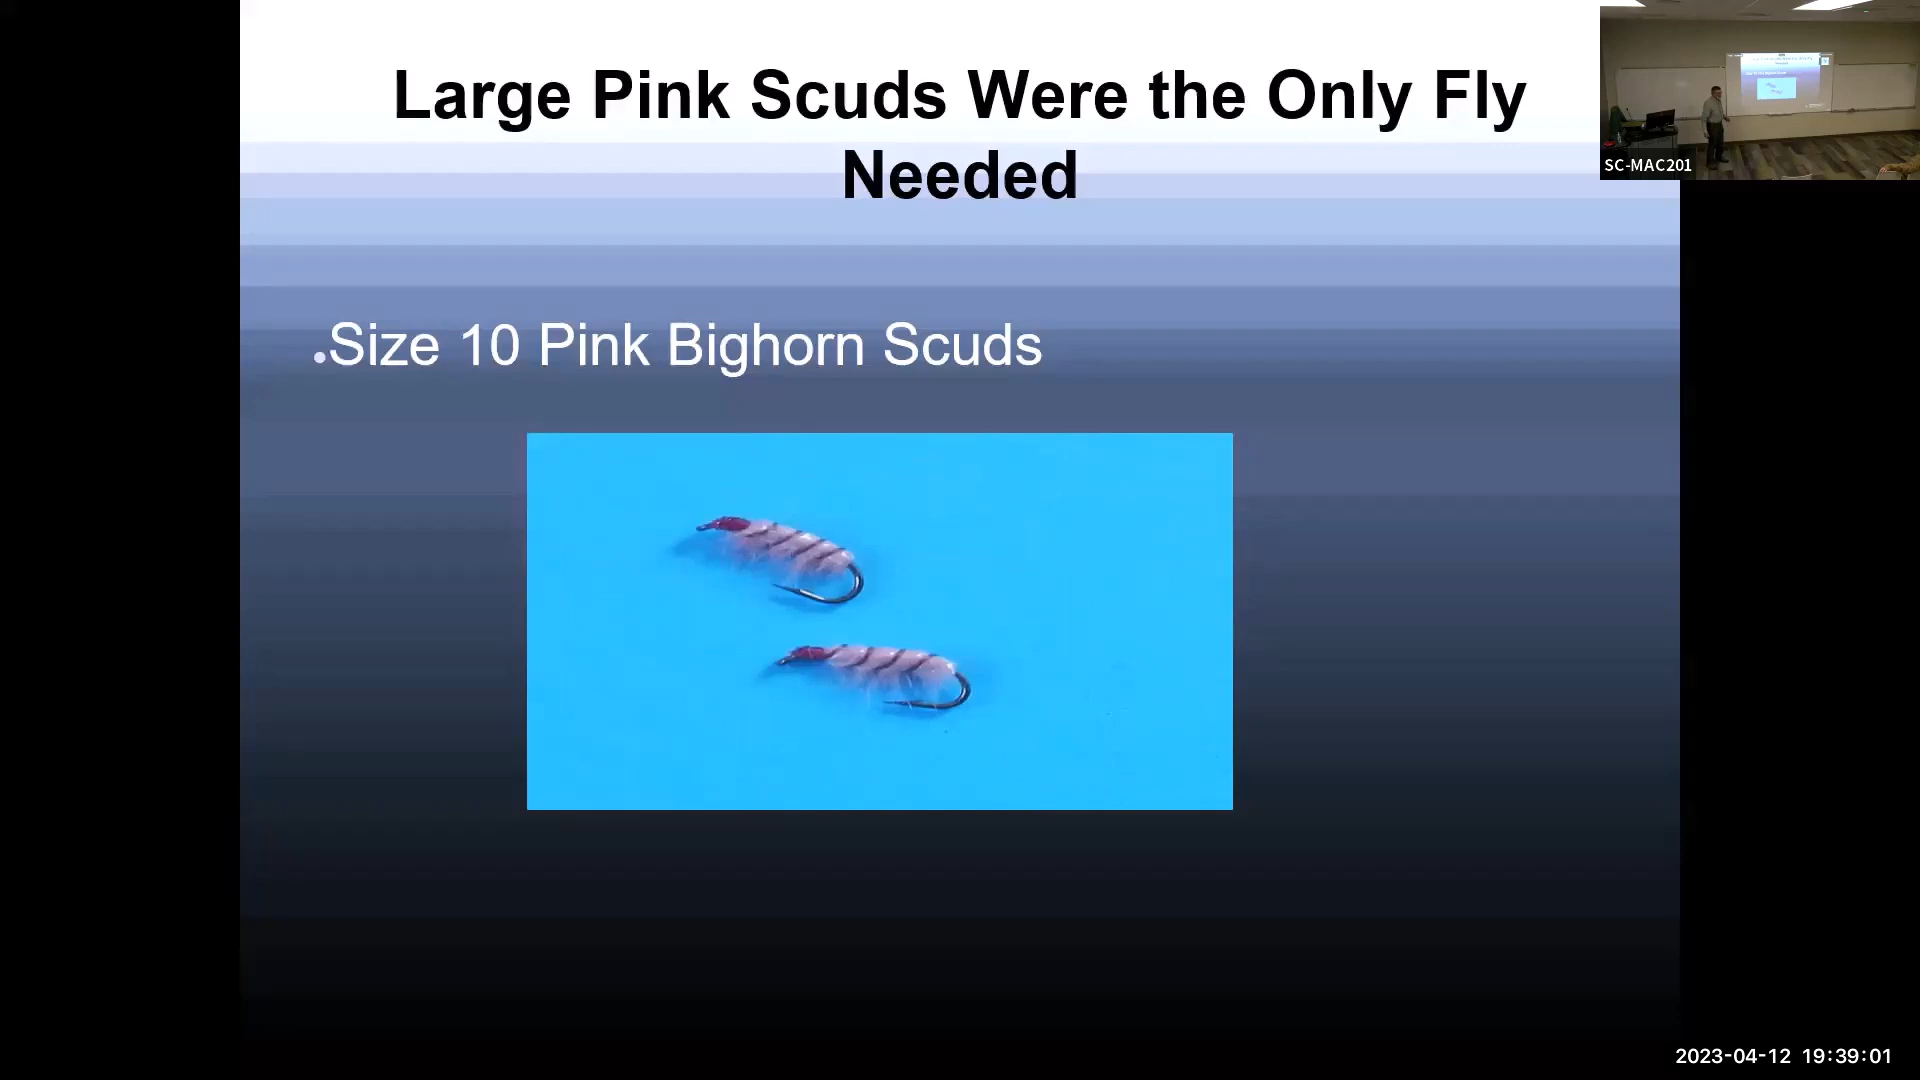 Large Pink Scuds Were the Only Fly
Needed
SC-MAC201
•Size 10 Pink Bighorn Scuds
2023-04-12 19:39:01